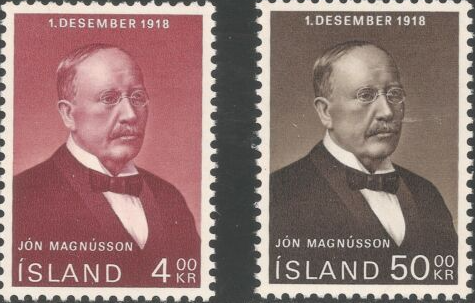 1. DESEMBER 1918
JÓN MAGNÚSSON
ÍSLAND 4 00 KR
1. DESEMBER 1918
JÓN MAGNÚSSON
ÍSLAND 50 00 KR